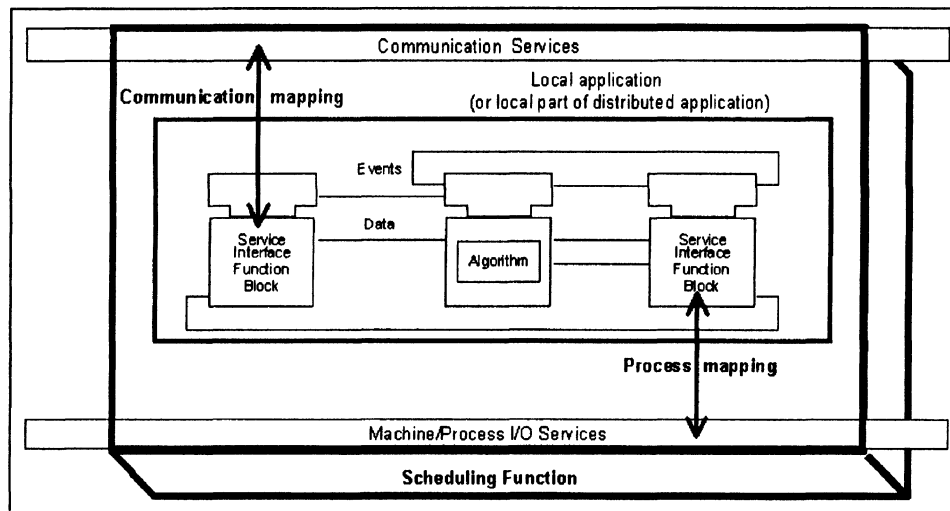 Communication Services
Local application
(or local part of distributed application)
Communication mapping
Events
Data
Service
Interface
Function
Block
Algorithm
Service
Interface
Function
Block
Process mapping
Machine/Process I/O Services
Scheduling Function